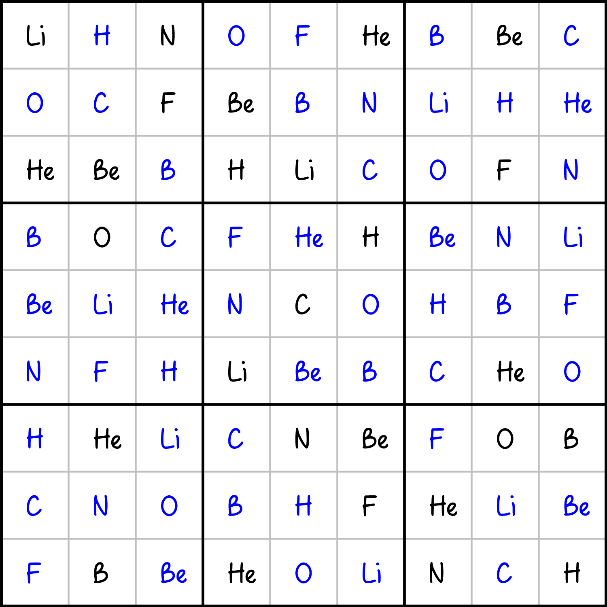 Li H N O F He B Be C
O C F Be B N Li H He
He Be B H Li C O F N
B O C F He H Be N Li
Be Li He N C O H B F
N F H Li Be B C He O
H He Li C N Be F O B
C N O B H F He Li Be
F B Be He O Li N C H